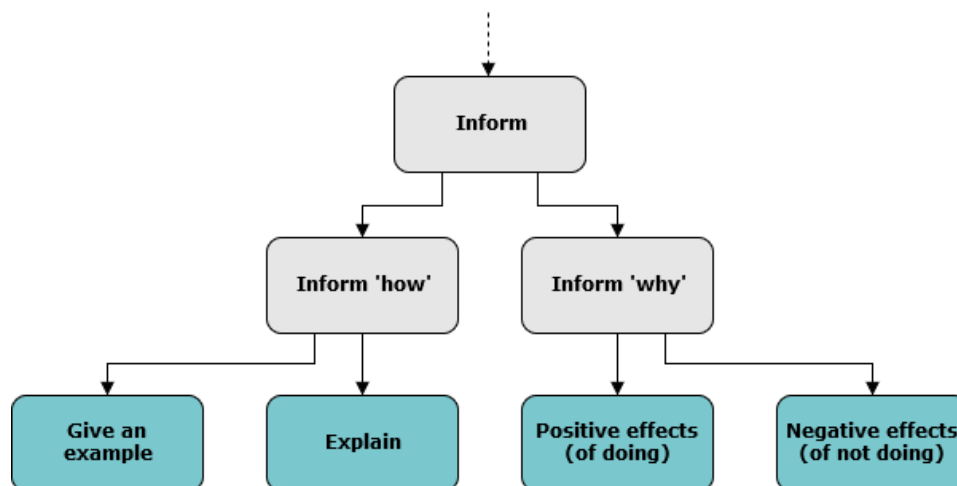 Inform
Inform 'how'
Inform 'why'
Give an
example
Explain
Positive effects
(of doing)
Negative effects
(of not doing)